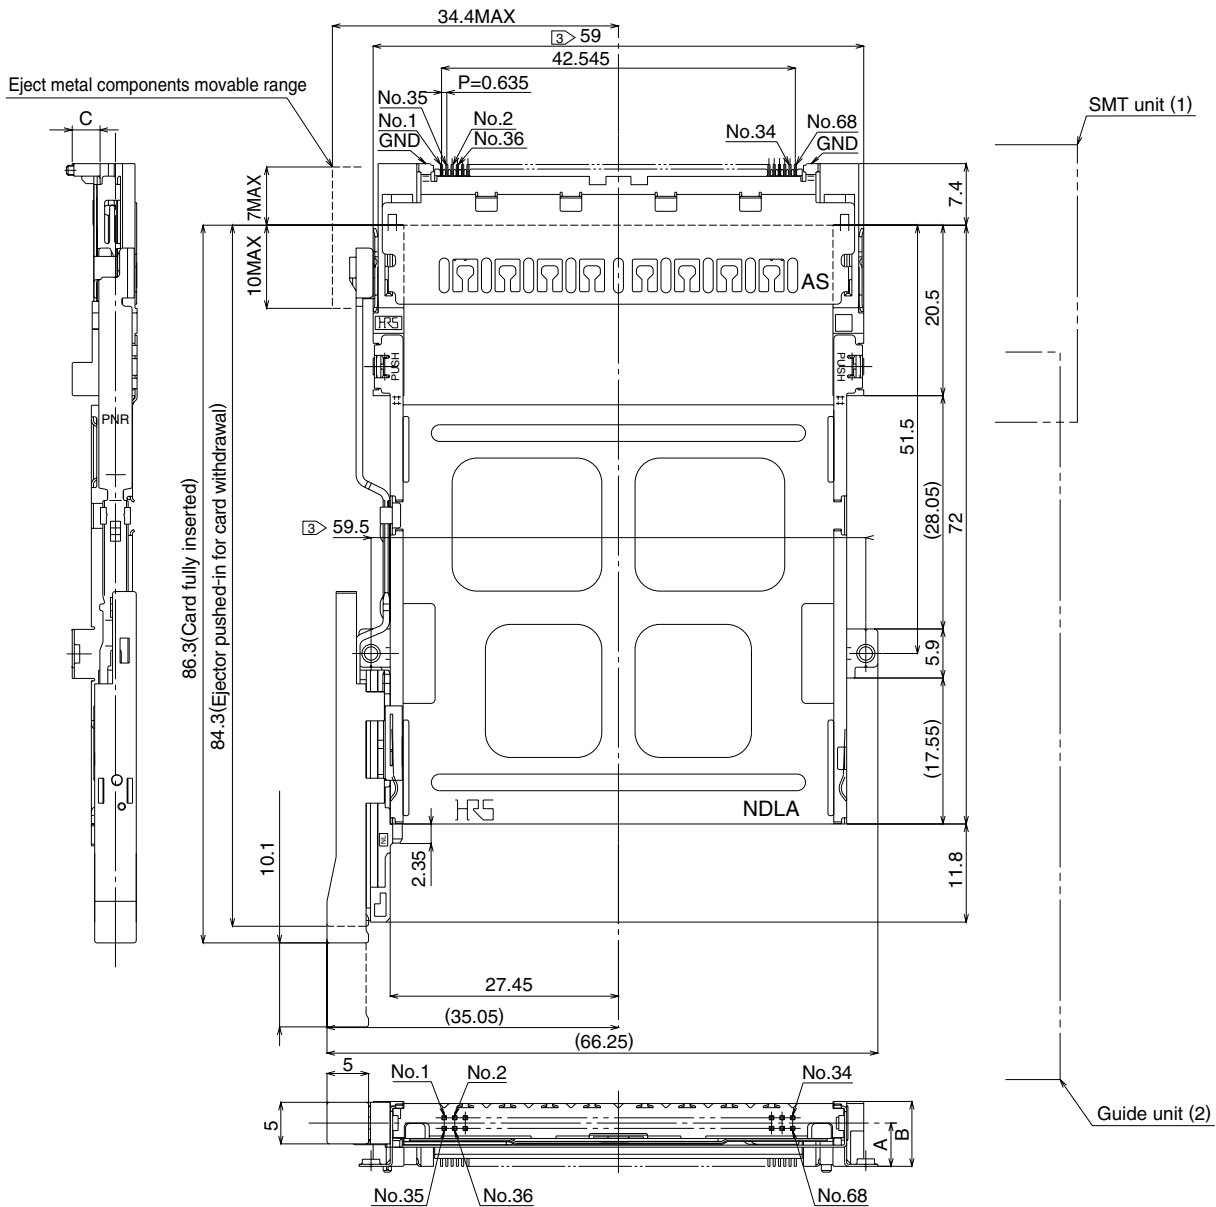 34.4MAX
3 59
42.545
P=0.635
Eject metal components movable range
No.35
No.1
GND
No.2
No.36
No.34
No.68
GND
SMT unit (1)
C
7MAX
10MAX
7.4
AS
HRS
PUSH
PUSH
20.5
PNR
51.5
(28.05)
72
3 59.5
86.3(Card fully inserted)
84.3(Ejector pushed-in for card withdrawal)
5.9
(17.55)
HRS
NDLA
NL
10.1
2.35
11.8
27.45
(35.05)
(66.25)
5
No.1
No.2
No.34
5
A
B
Guide unit (2)
No.35
No.36
No.68